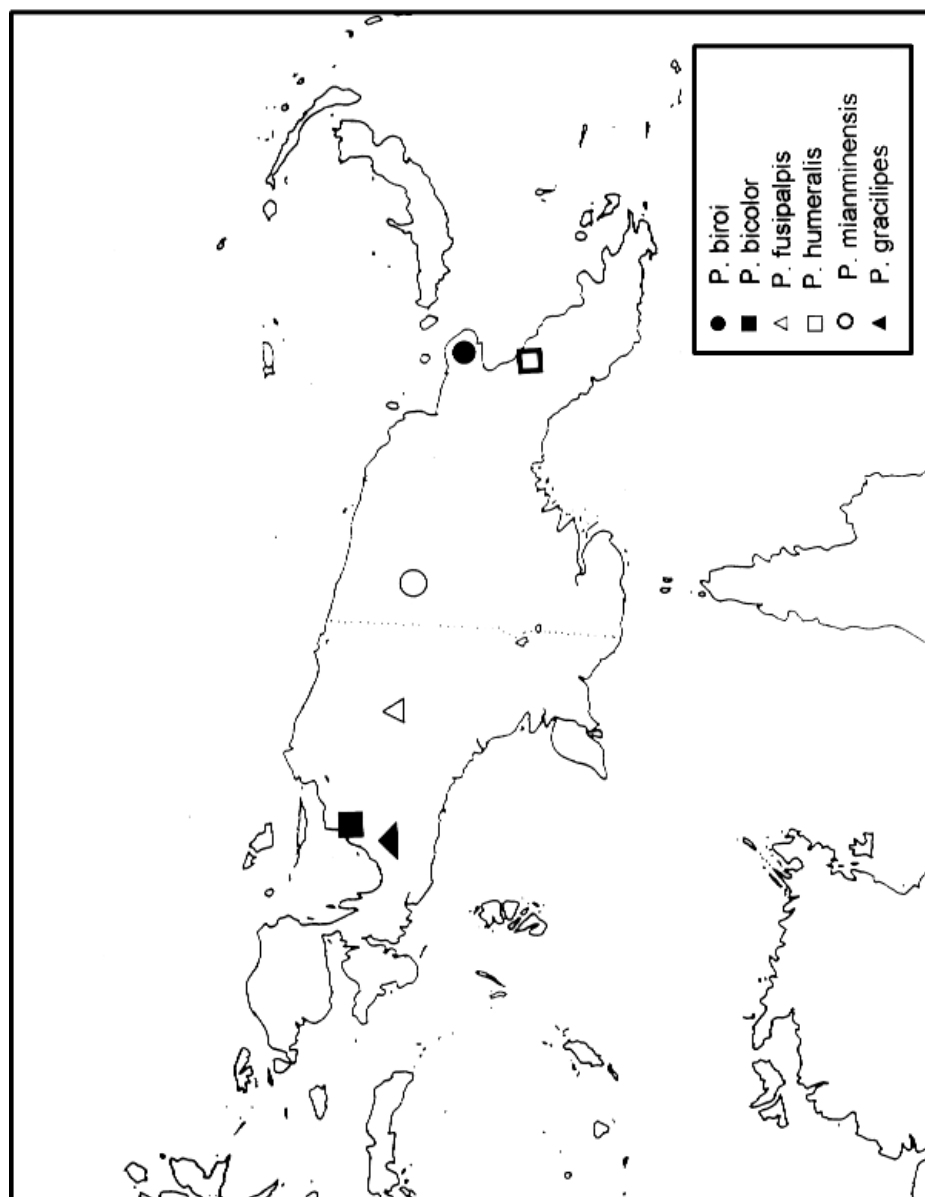 P. biroi
P. bicolor
P. fusipalpis
P. humeralis
P. mianminensis
P. gracilipes